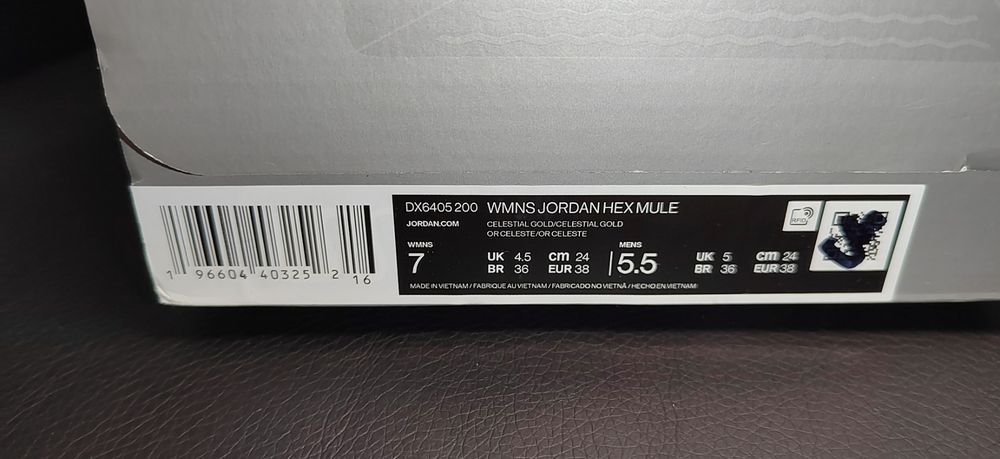 1 96604 40325 2 16
DX6405 200 WMNS JORDAN HEX MULE
JORDAN.COM
CELESTIAL GOLD/CELESTIAL GOLD
OR CELESTE/OR CELESTE
RFID
WMNS
7
UK 4.5 cm 24
BR 36 EUR 38
MENS
5.5
UK 5 cm 24
BR 36 EUR 38
MADE IN VIETNAM / FABRIQUE AU VIETNAM / FABRICADO NO VIETNÃ / HECHO EN VIETNAM